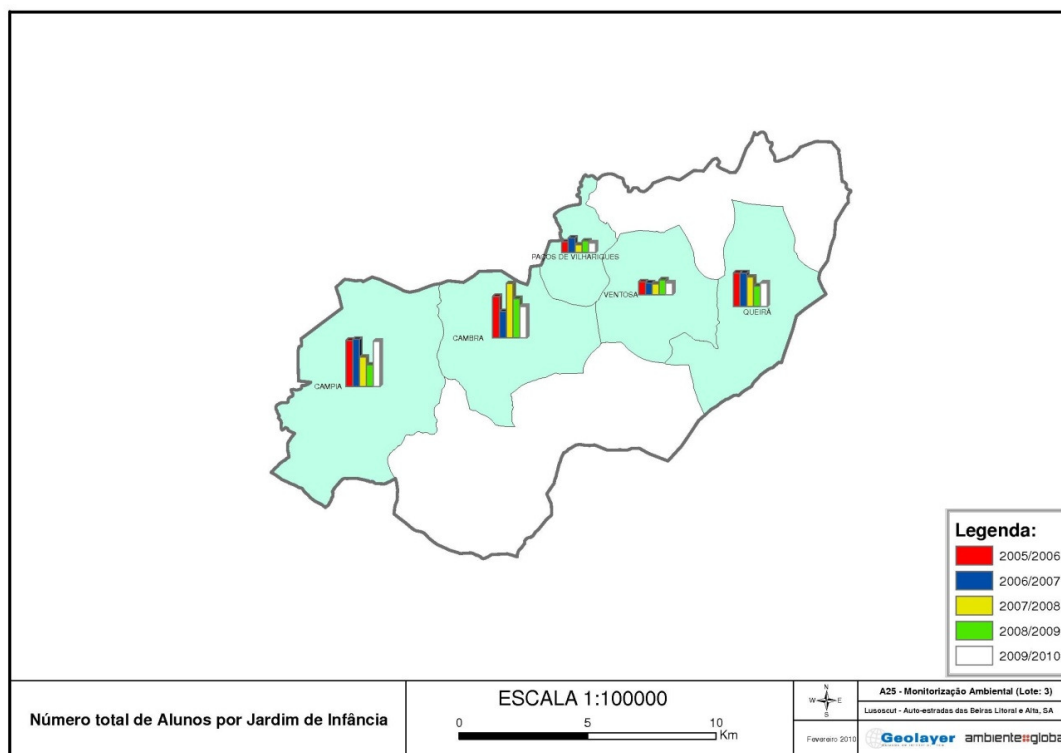 PAÇOS DE VILHARIGUES
VENTOSA
QUEIRÃ
CAMBRA
CAMPIA
Legenda:
2005/2006
2006/2007
2007/2008
2008/2009
2009/2010
Número total de Alunos por Jardim de Infância
ESCALA 1:100000
0 5 10
Km
N
W E
S
A25 - Monitorização Ambiental (Lote: 3)
Lusoscut - Auto-estradas das Beiras Litoral e Alta, SA
Fevereiro 2010
Geolayer
ambiente global